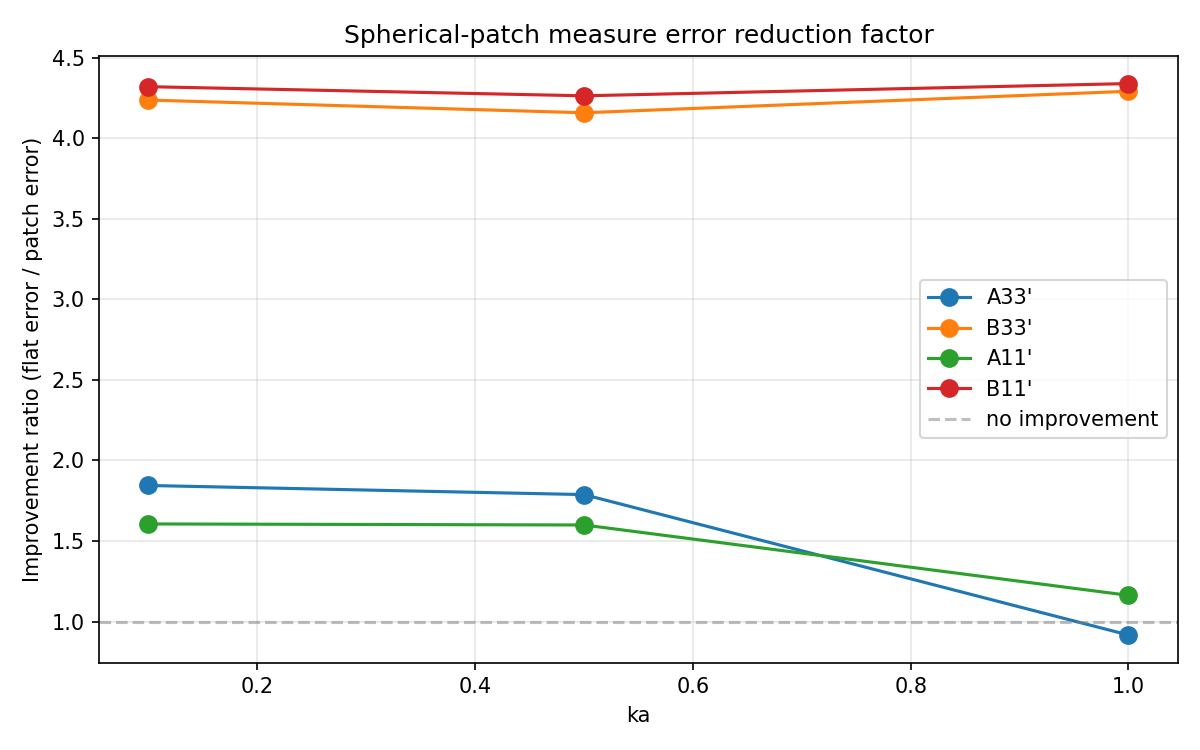 Spherical-patch measure error reduction factor
Improvement ratio (flat error / patch error)
4.5
4.0
3.5
3.0
2.5
2.0
1.5
1.0
A33'
B33'
A11'
B11'
no improvement
0.2
0.4
0.6
0.8
1.0
ka